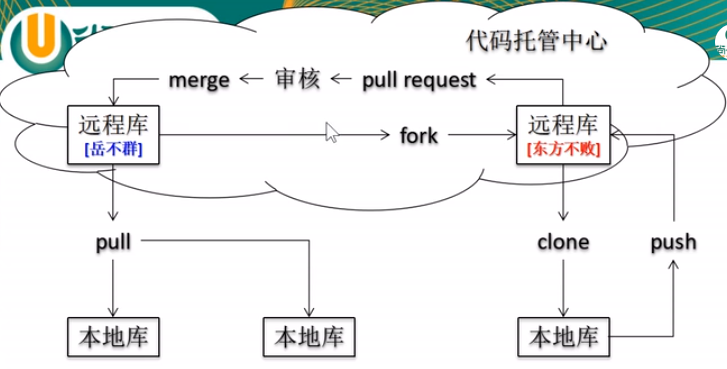 代码托管中心
merge
审核
pull request
远程库
[岳不群]
fork
远程库
[东方不败]
pull
clone
push
本地库
本地库
本地库